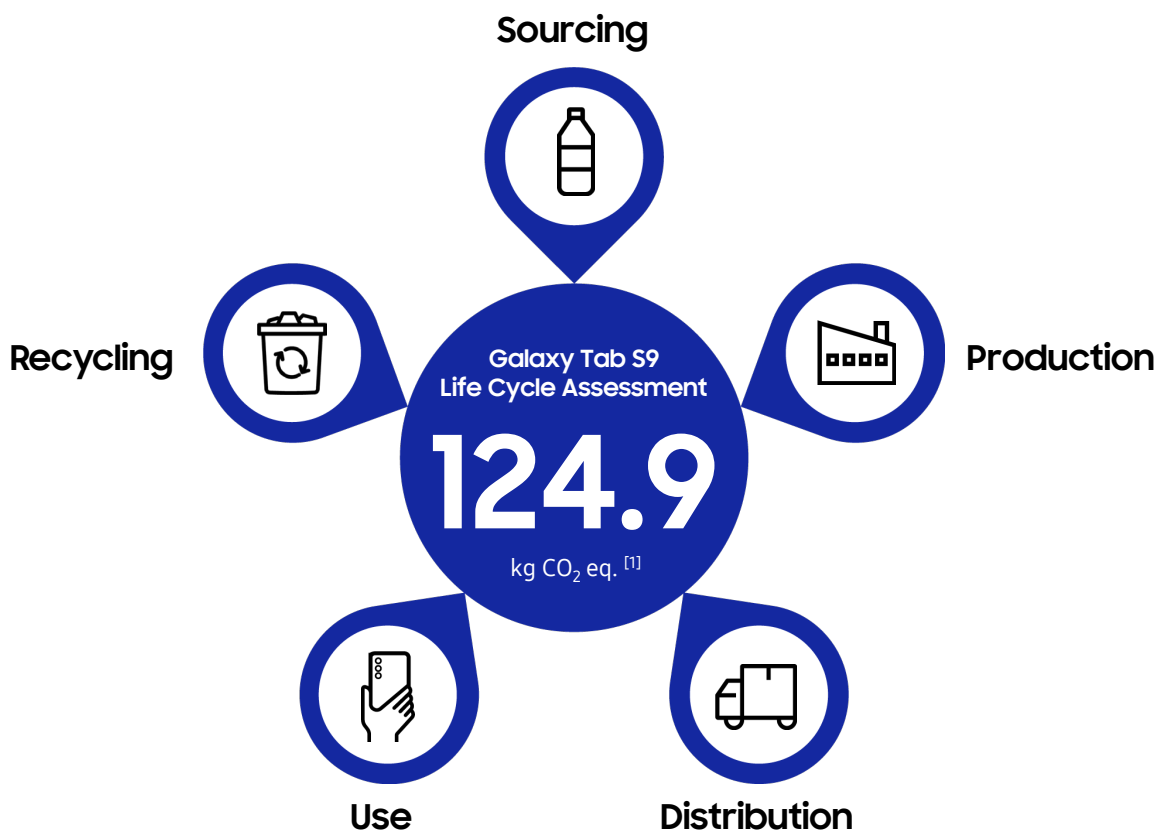 Sourcing
Recycling
Galaxy Tab S9
Life Cycle Assessment
124.9
kg CO₂ eq. [1]
Production
Use
Distribution